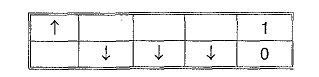 ↑ 1
↓ ↓ ↓ 0